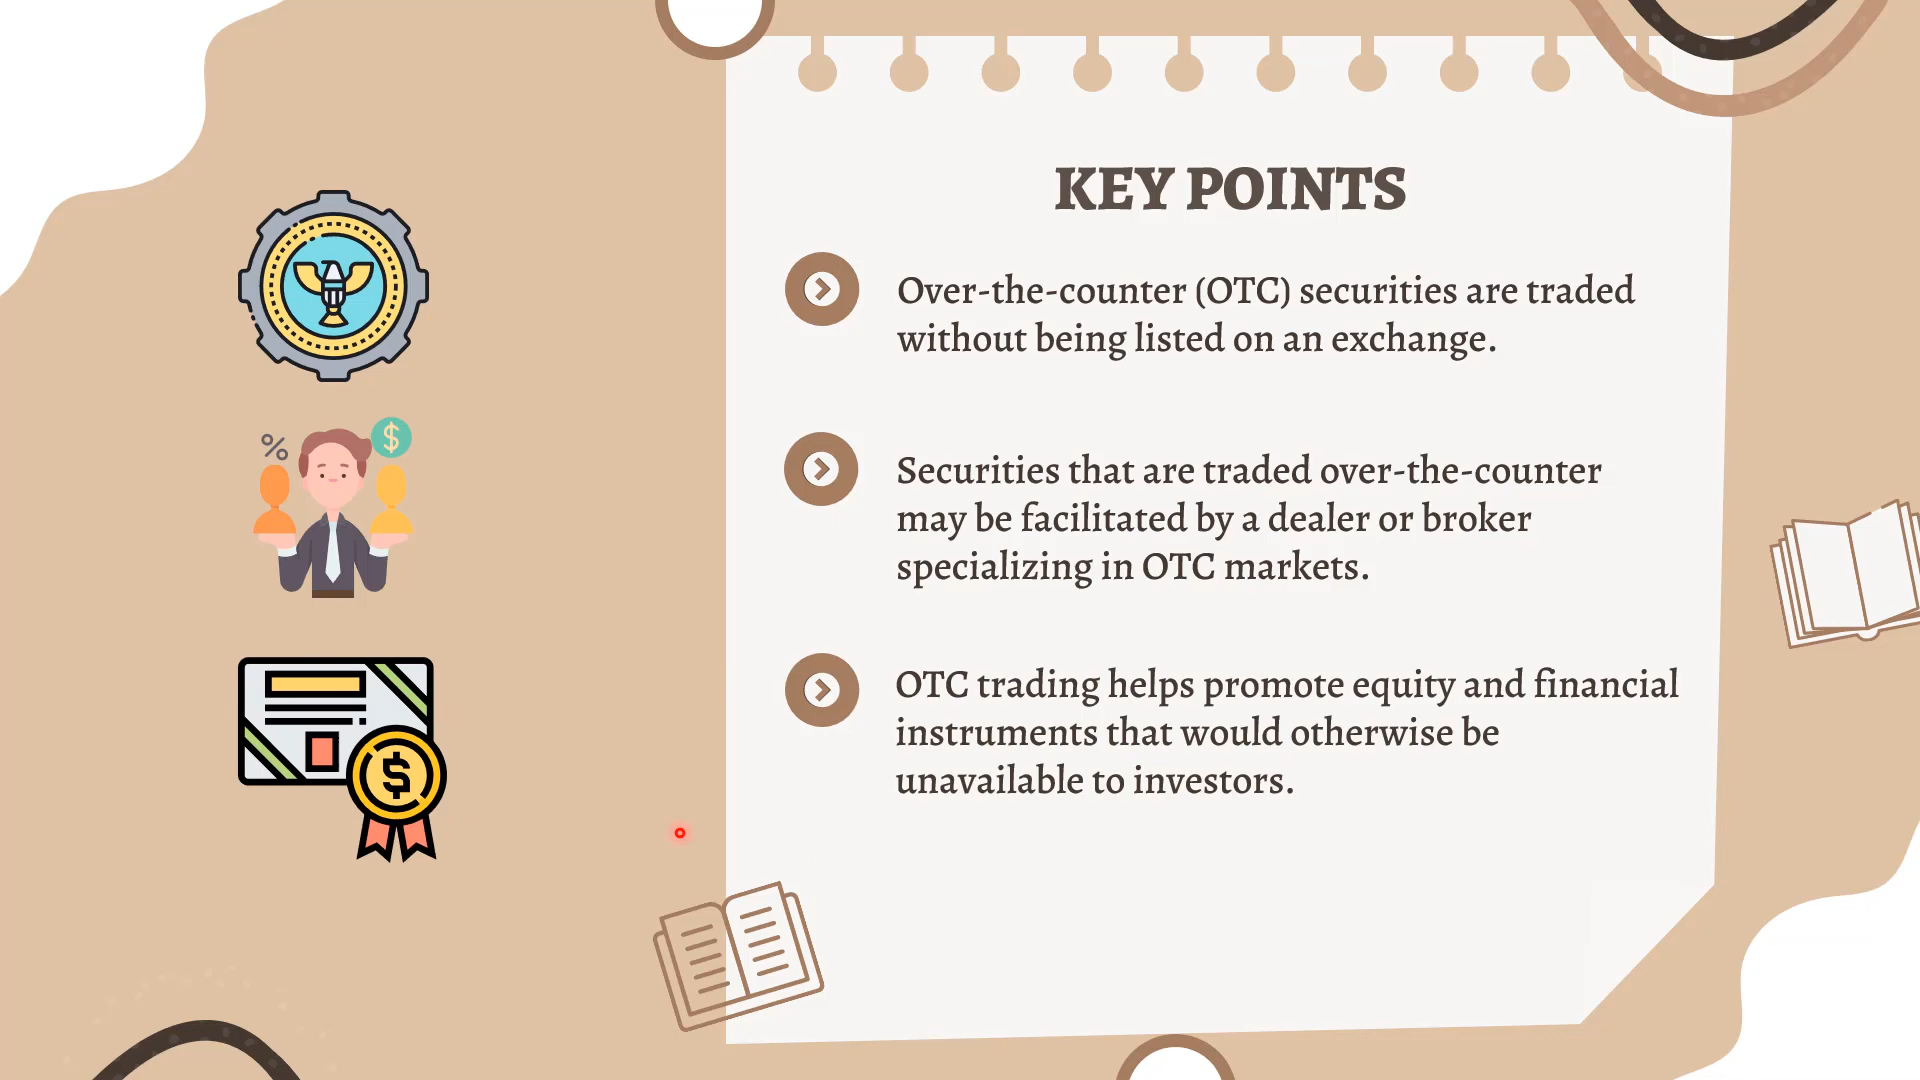 KEY POINTS
Over-the-counter (OTC) securities are traded
without being listed on an exchange.
%
$
Securities that are traded over-the-counter
may be facilitated by a dealer or broker
specializing in OTC markets.
OTC trading helps promote equity and financial
instruments that would otherwise be
unavailable to investors.
$